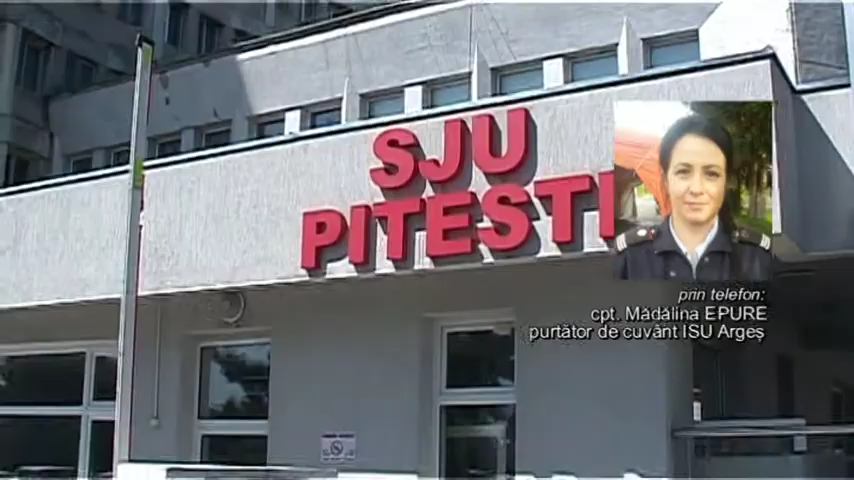 SJU
PITESTI
prin telefon:
cpt. Mădălina EPURE
purtător de cuvânt ISU Argeș